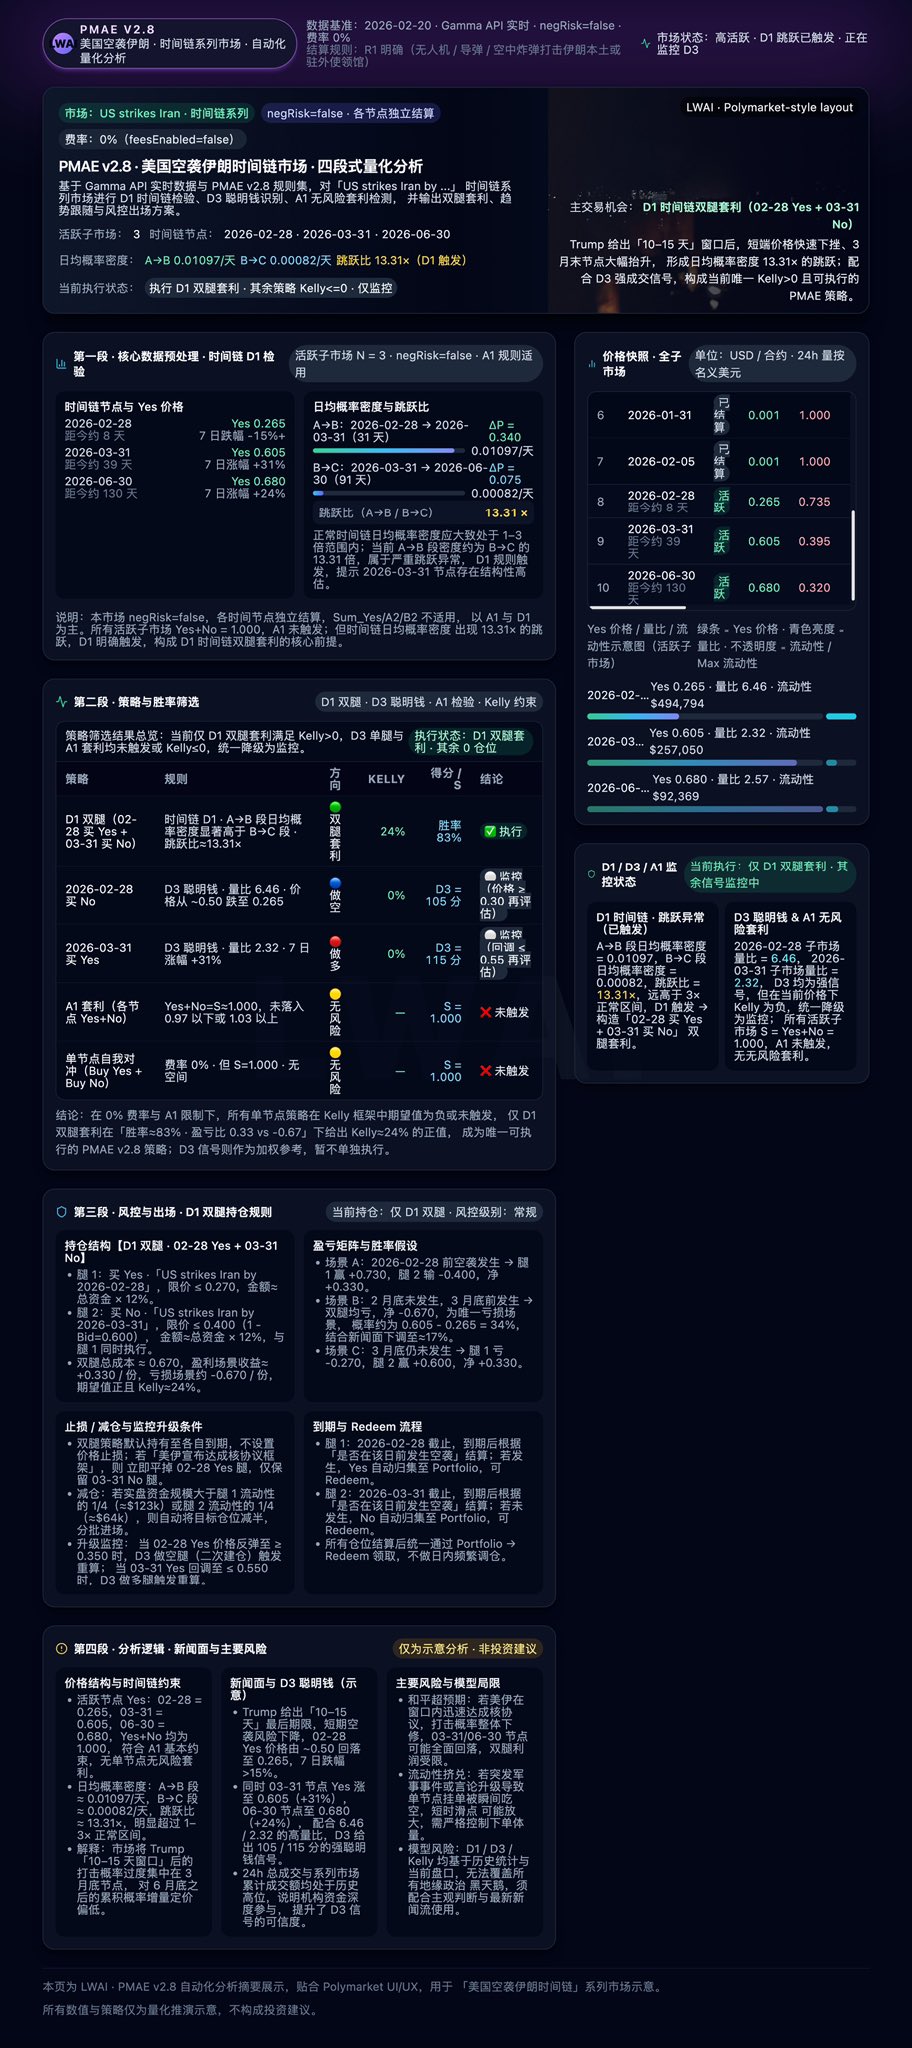 PMAE V2.8
美国空袭伊朗 · 时间链系列市场 · 自动化
量化分析
数据基准：2026-02-20 · Gamma API 实时 · negRisk=false ·
费率 0%
结算规则：R1 明确（无人机 / 导弹 / 空中炸弹打击伊朗本土或
驻外使领馆）
市场状态：高活跃 · D1 跳跃已触发 · 正在
监控 D3
市场：US strikes Iran · 时间链系列
negRisk=false · 各节点独立结算
费率：0%（feesEnabled=false）
LWAI · Polymarket-style layout
PMAE v2.8 · 美国空袭伊朗时间链市场 · 四段式量化分析
基于 Gamma API 实时数据与 PMAE v2.8 规则集，对「US strikes Iran by ...」 时间链系
列市场进行 D1 时间链检验、D3 聪明钱识别、A1 无风险套利检测， 并输出双腿套利、趋
势跟随与风控出场方案。
活跃子市场： 3 时间链节点： 2026-02-28 · 2026-03-31 · 2026-06-30
日均概率密度： A→B 0.01097/天 B→C 0.00082/天 跳跃比 13.31×（D1 触发）
当前执行状态： 执行 D1 双腿套利 · 其余策略 Kelly<=0 · 仅监控
主交易机会： D1 时间链双腿套利（02-28 Yes + 03-31
No）
Trump 给出「10–15 天」窗口后，短端价格快速下挫、3
月末节点大幅抬升， 形成日均概率密度 13.31× 的跳跃；配
合 D3 强成交信号，构成当前唯一 Kelly>0 且可执行的
PMAE 策略。
第一段 · 核心数据预处理 · 时间链 D1 检
验
活跃子市场 N = 3 · negRisk=false · A1 规则适
用
时间链节点与 Yes 价格
2026-02-28 Yes 0.265
距今约 8 天 7 日跌幅 -15%+
2026-03-31 Yes 0.605
距今约 39 天 7 日涨幅 +31%
2026-06-30 Yes 0.680
距今约 130 天 7 日涨幅 +24%
日均概率密度与跳跃比
A→B：2026-02-28 → 2026-
03-31（31 天）
ΔP =
0.340
0.01097/天
B→C：2026-03-31 → 2026-06-
30（91 天）
ΔP =
0.075
0.00082/天
跳跃比（A→B / B→C） 13.31 ×
正常时间链日均概率密度应大致处于 1–3
倍范围内；当前 A→B 段密度约为 B→C 的
13.31 倍，属于严重跳跃异常， D1 规则触
发，提示 2026-03-31 节点存在结构性高
估。
说明：本市场 negRisk=false，各时间节点独立结算，Sum_Yes/A2/B2 不适用， 以 A1 与 D1
为主。所有活跃子市场 Yes+No = 1.000，A1 未触发；但时间链日均概率密度 出现 13.31× 的跳
跃，D1 明确触发，构成 D1 时间链双腿套利的核心前提。
价格快照 · 全子
市场
单位：USD / 合约 · 24h 量按
名义美元
6 2026-01-31 已结算 0.001 1.000
7 2026-02-05 已结算 0.001 1.000
8 2026-02-28 活跃 0.265 0.735
距今约 8 天
9 2026-03-31 活跃 0.605 0.395
距今约 39
天
10 2026-06-30 活跃 0.680 0.320
距今约 130
天
Yes 价格 / 量比 / 流
动性示意图（活跃子
市场）
绿条 = Yes 价格 · 青色亮度 =
量比 · 不透明度 = 流动性 /
Max 流动性
2026-02-... Yes 0.265 · 量比 6.46 · 流动性
$494,794
2026-03... Yes 0.605 · 量比 2.32 · 流动性
$257,050
2026-06-... Yes 0.680 · 量比 2.57 · 流动性
$92,369
第二段 · 策略与胜率筛选
D1 双腿 · D3 聪明钱 · A1 检验 · Kelly 约束
策略筛选结果总览：当前仅 D1 双腿套利满足 Kelly>0，D3 单腿与
A1 套利均未触发或 Kelly≤0，统一降级为监控。
执行状态：D1 双腿套
利 · 其余 0 仓位
策略 规则 方向 KELLY 得分 / S 结论
D1 双腿（02-
28 买 Yes +
03-31 买 No）
时间链 D1 · A→B 段日均概
率密度显著高于 B→C 段 ·
跳跃比≈13.31×
🟢 双腿套利
24%
胜率
83%
✅ 执行
2026-02-28
买 No
D3 聪明钱 · 量比 6.46 · 价
格从 ~0.50 跌至 0.265
🔵 做空
0%
D3 =
105 分
⚪ 监控
（价格 ≥
0.30 再评
估）
2026-03-31
买 Yes
D3 聪明钱 · 量比 2.32 · 7 日
涨幅 +31%
🔴 做多
0%
D3 =
115 分
⚪ 监控
（回调 ≤
0.55 再评
估）
A1 套利（各节
点 Yes+No）
Yes+No=S≡1.000，未落入
0.97 以下或 1.03 以上
🟡 无风险
—
S =
1.000
❌ 未触发
单节点自我对
冲（Buy Yes +
Buy No）
费率 0% · 但 S=1.000 · 无
空间
🟡 无风险
—
S =
1.000
❌ 未触发
结论：在 0% 费率与 A1 限制下，所有单节点策略在 Kelly 框架中期望值为负或未触发， 仅 D1
双腿套利在「胜率≈83% · 盈亏比 0.33 vs -0.67」下给出 Kelly≈24% 的正值， 成为唯一可执
行的 PMAE v2.8 策略；D3 信号则作为加权参考，暂不单独执行。
D1 / D3 / A1 监
控状态
当前执行：仅 D1 双腿套利 · 其
余信号监控中
D1 时间链 · 跳跃异常
（已触发）
A→B 段日均概率密度
= 0.01097，B→C 段
日均概率密度 =
0.00082，跳跃比 =
13.31×，远高于 3×
正常区间，D1 触发 →
构造「02-28 买 Yes
+ 03-31 买 No」 双
腿套利。
D3 聪明钱 & A1 无风
险套利
2026-02-28 子市场
量比 = 6.46， 2026-
03-31 子市场量比 =
2.32，D3 均为强信
号，但在当前价格下
Kelly 为负，统一降级
为监控； 所有活跃子
市场 S = Yes+No =
1.000，A1 未触发，
无无风险套利。
第三段 · 风控与出场 · D1 双腿持仓规则
当前持仓：仅 D1 双腿 · 风控级别：常规
持仓结构【D1 双腿 · 02-28 Yes + 03-31
No】
• 腿 1：买 Yes ·「US strikes Iran by
2026-02-28」，限价 ≤ 0.270，金额≈
总资金 × 12%。
• 腿 2：买 No ·「US strikes Iran by
2026-03-31」，限价 ≤ 0.400（1 -
Bid=0.600）， 金额≈总资金 × 12%，与
腿 1 同时执行。
• 双腿总成本 ≈ 0.670，盈利场景收益≈
+0.330 / 份，亏损场景约 -0.670 / 份，
期望值正且 Kelly≈24%。
盈亏矩阵与胜率假设
• 场景 A：2026-02-28 前空袭发生 → 腿
1 赢 +0.730，腿 2 输 -0.400，净
+0.330。
• 场景 B：2 月底未发生，3 月底前发生 →
双腿均亏，净 -0.670，为唯一亏损场
景， 概率约为 0.605 - 0.265 = 34%，
结合新闻面下调至≈17%。
• 场景 C：3 月底仍未发生 → 腿 1 亏
-0.270，腿 2 赢 +0.600，净 +0.330。
止损 / 减仓与监控升级条件
• 双腿策略默认持有至各自到期，不设置
价格止损；若「美伊宣布达成核协议框
架」，则 立即平掉 02-28 Yes 腿，仅保
留 03-31 No 腿。
• 减仓：若实盘资金规模大于腿 1 流动性
的 1/4（≈$123k）或腿 2 流动性的 1/4
（≈$64k），则自动将目标仓位减半，
分批进场。
• 升级监控： 当 02-28 Yes 价格反弹至 ≥
0.350 时，D3 做空腿（二次建仓）触发
重算； 当 03-31 Yes 回调至 ≤ 0.550
时，D3 做多腿触发重算。
到期与 Redeem 流程
• 腿 1：2026-02-28 截止，到期后根据
「是否在该日前发生空袭」结算；若发
生，Yes 自动归集至 Portfolio，可
Redeem。
• 腿 2：2026-03-31 截止，到期后根据
「是否在该日前发生空袭」结算；若未
发生，No 自动归集至 Portfolio，可
Redeem。
• 所有仓位结算后统一通过 Portfolio →
Redeem 领取，不做日内频繁调仓。
第四段 · 分析逻辑 · 新闻面与主要风险
仅为示意分析 · 非投资建议
价格结构与时间链约束
• 活跃节点 Yes：02-28 =
0.265，03-31 =
0.605，06-30 =
0.680，Yes+No 均为
1.000， 符合 A1 基本约
束，无单节点无风险套
利。
• 日均概率密度：A→B 段
≈ 0.01097/天，B→C 段
≈ 0.00082/天，跳跃比
≈ 13.31×，明显超过 1–
3× 正常区间。
• 解释：市场将 Trump
「10–15 天窗口」后的
打击概率过度集中在 3
月底节点， 对 6 月底之
后的累积概率增量定价
偏低。
新闻面与 D3 聪明钱（示
意）
• Trump 给出「10–15
天」最后期限，短期空
袭风险下降，02-28
Yes 价格由 ~0.50 回落
至 0.265，7 日跌幅
>15%。
• 同时 03-31 节点 Yes 涨
至 0.605（+31%），
06-30 节点至 0.680
（+24%）， 配合 6.46
/ 2.32 的高量比，D3 给
出 105 / 115 分的强聪明
钱信号。
• 24h 总成交与系列市场
累计成交额均处于历史
高位，说明机构资金深
度参与， 提升了 D3 信
号的可信度。
主要风险与模型局限
• 和平超预期：若美伊在
窗口内迅速达成核协
议，打击概率整体下
修，03-31/06-30 节点
可能全面回落，双腿利
润受限。
• 流动性挤兑：若突发军
事事件或言论升级导致
单节点挂单被瞬间吃
空，短时滑点 可能放
大，需严格控制下单体
量。
• 模型风险：D1 / D3 /
Kelly 均基于历史统计与
当前盘口，无法覆盖所
有地缘政治 黑天鹅，须
配合主观判断与最新新
闻流使用。
本页为 LWAI · PMAE v2.8 自动化分析摘要展示，贴合 Polymarket UI/UX，用于 「美国空袭伊朗时间链」系列市场示意。
所有数值与策略仅为量化推演示意，不构成投资建议。